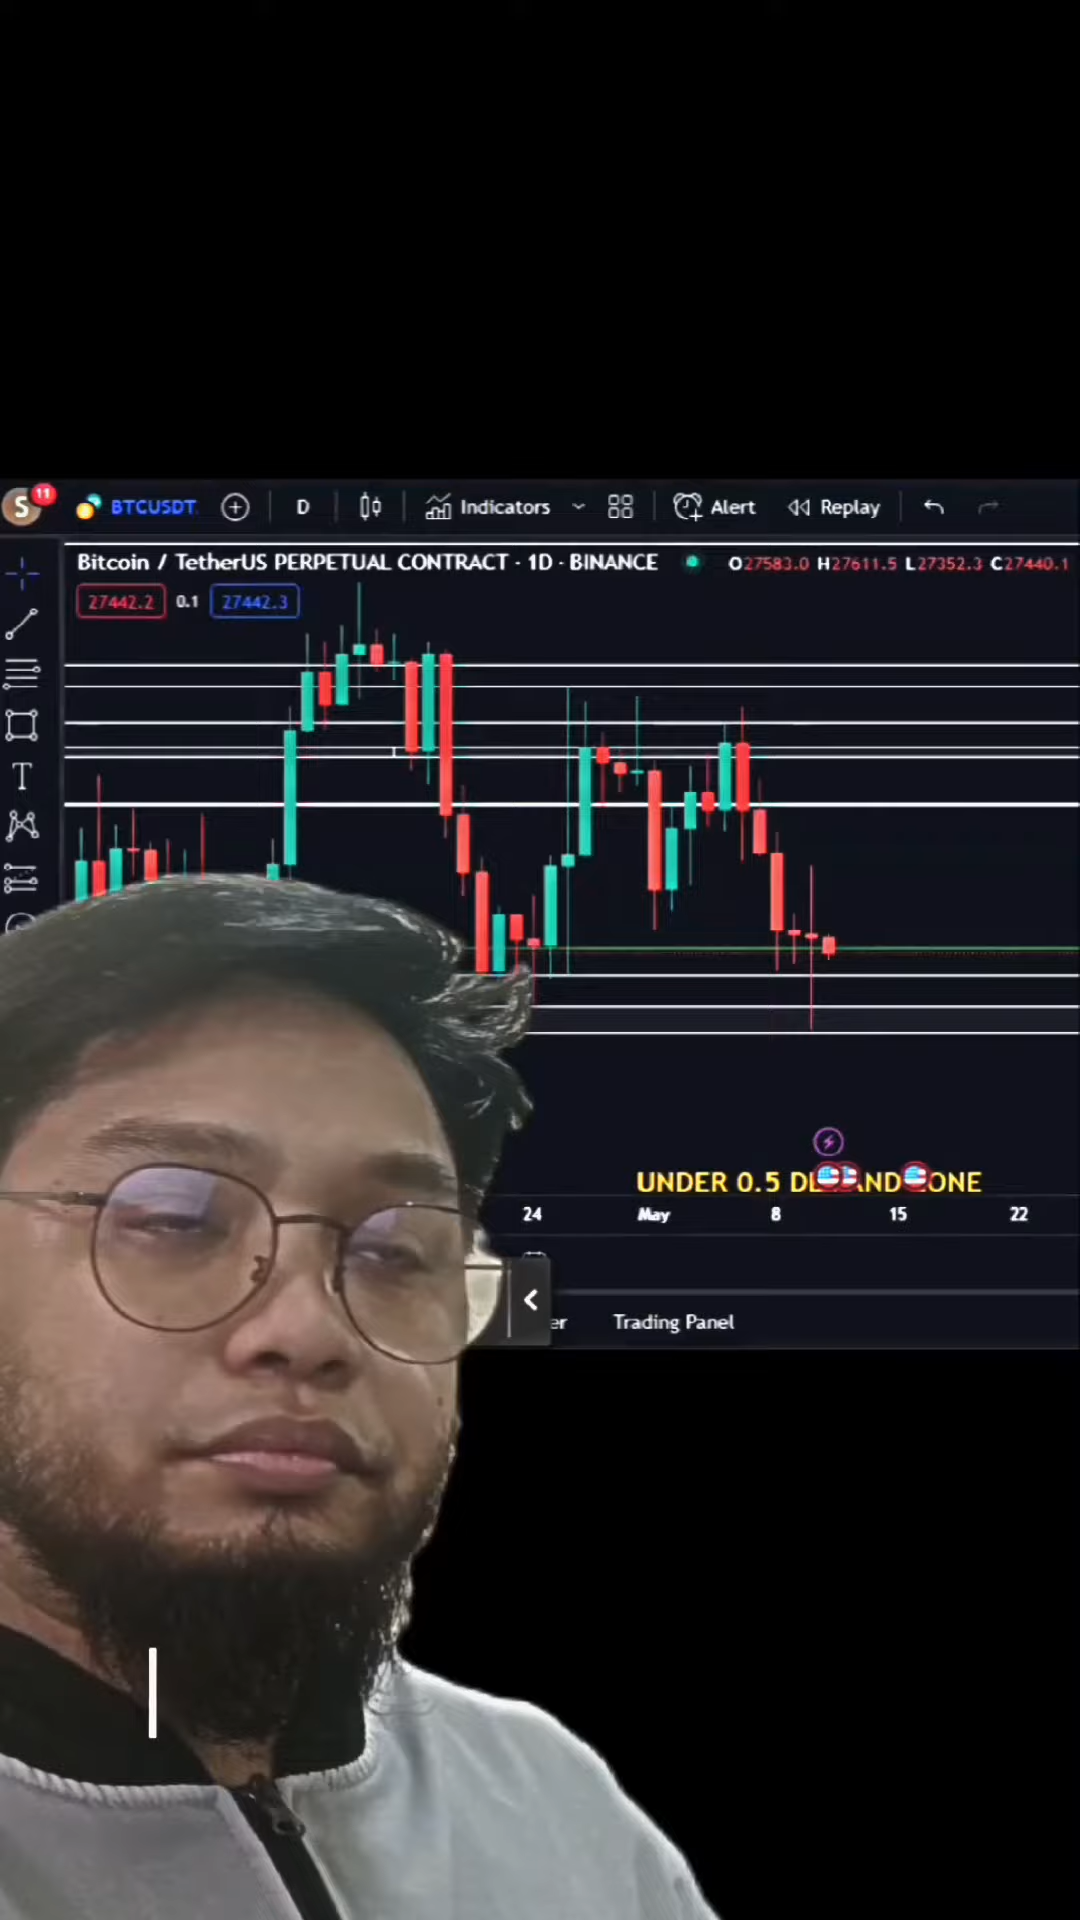 S 11 BTCUSDT D Indicators Alert Replay
Bitcoin / TetherUS PERPETUAL CONTRACT · 1D · BINANCE O27583.0 H27611.5 L27352.3 C27440.1
27442.2 0.1 27442.3
T
UNDER 0.5
24 May 8 15 22
Trading Panel